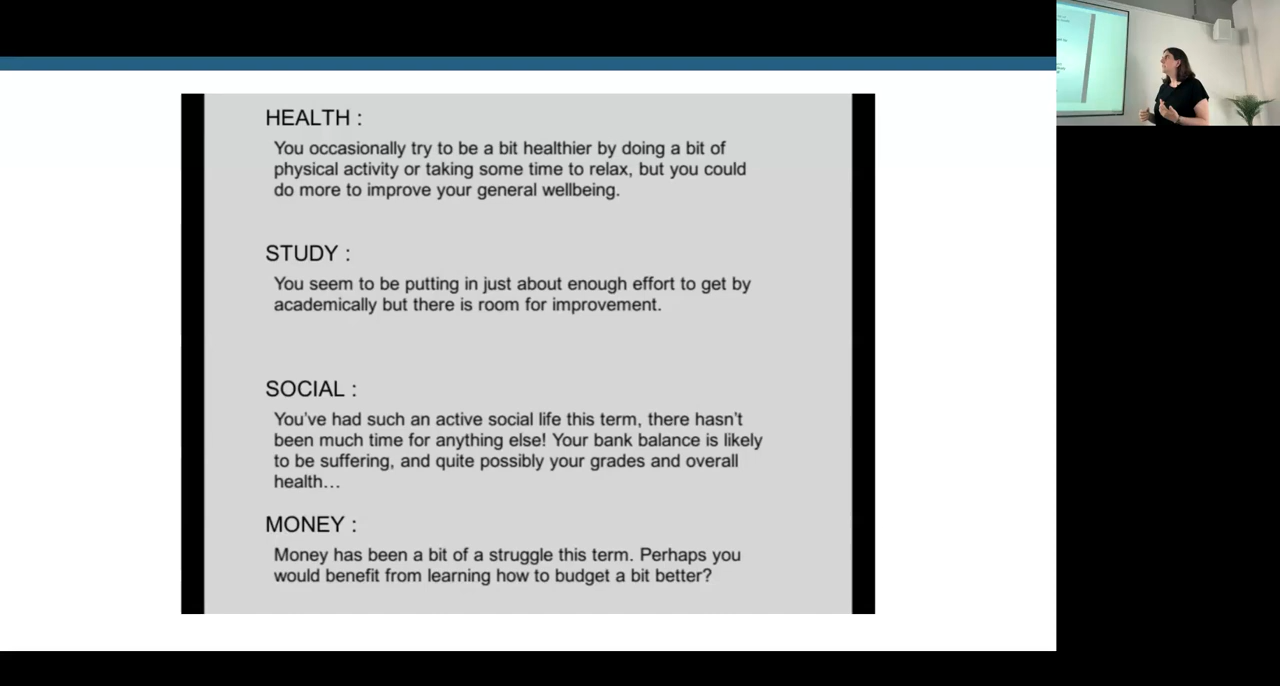 HEALTH :
You occasionally try to be a bit healthier by doing a bit of
physical activity or taking some time to relax, but you could
do more to improve your general wellbeing.
STUDY :
You seem to be putting in just about enough effort to get by
academically but there is room for improvement.
SOCIAL :
You've had such an active social life this term, there hasn't
been much time for anything else! Your bank balance is likely
to be suffering, and quite possibly your grades and overall
health…
MONEY :
Money has been a bit of a struggle this term. Perhaps you
would benefit from learning how to budget a bit better?